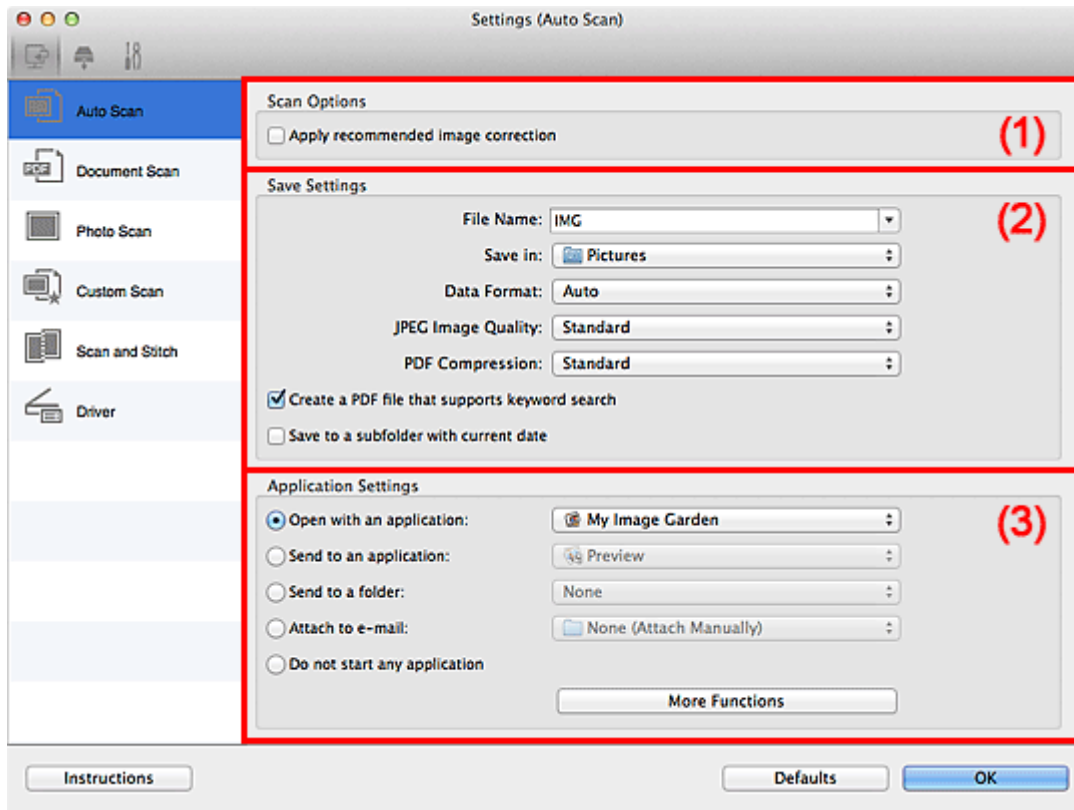 Settings (Auto Scan)
Auto Scan
Document Scan
Photo Scan
Custom Scan
Scan and Stitch
Driver
Scan Options
Apply recommended image correction
(1)
Save Settings
(2)
File Name: IMG
Save in: Pictures
Data Format: Auto
JPEG Image Quality: Standard
PDF Compression: Standard
Create a PDF file that supports keyword search
Save to a subfolder with current date
Application Settings
(3)
Open with an application: My Image Garden
Send to an application: Preview
Send to a folder: None
Attach to e-mail: None (Attach Manually)
Do not start any application
More Functions
Instructions
Defaults
OK